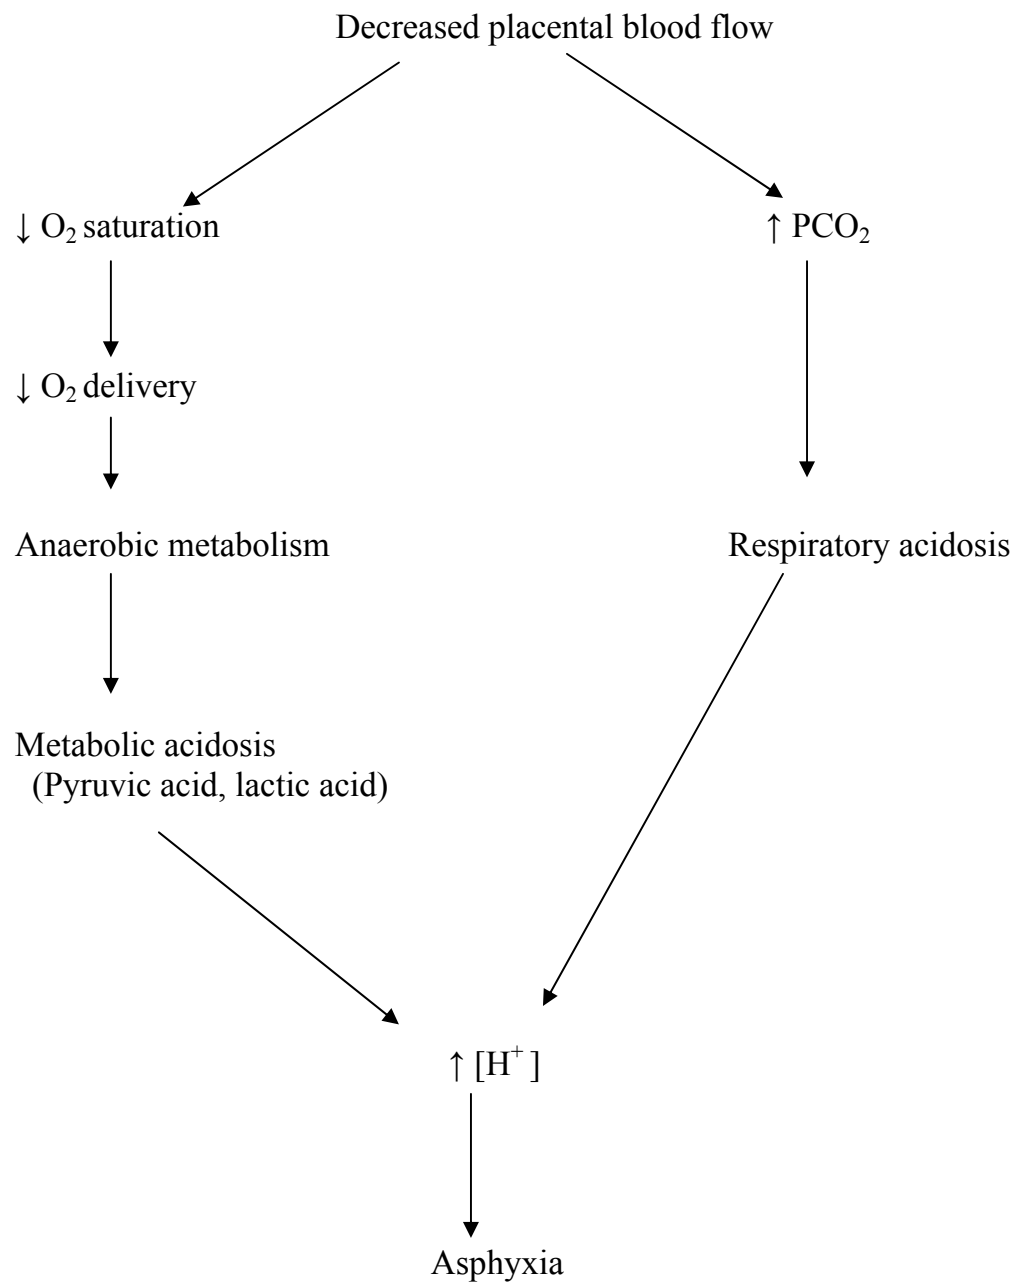 Decreased placental blood flow
↓ O₂ saturation
↑ PCO₂
↓ O₂ delivery
Anaerobic metabolism
Respiratory acidosis
Metabolic acidosis
(Pyruvic acid, lactic acid)
↑ [H⁺ ]
Asphyxia